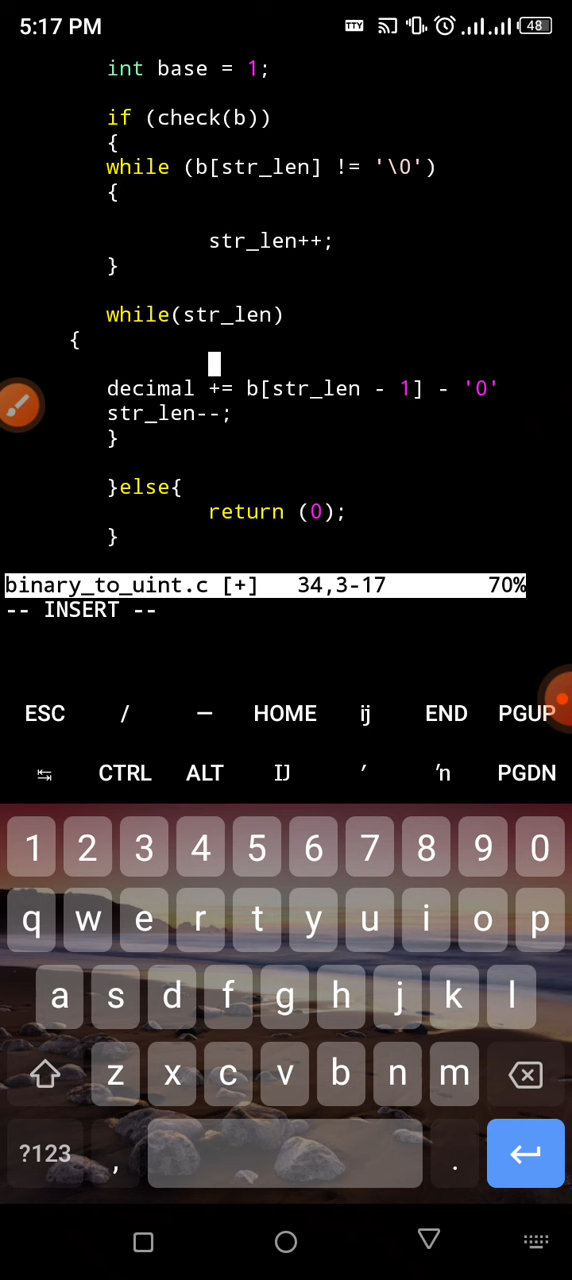 5:17 PM TTY 48
int base = 1;
if (check(b))
{
while (b[str_len] != '\0')
{
str_len++;
}
while(str_len)
{
decimal += b[str_len - 1] - '0'
str_len--;
}
}else{
return (0);
}
binary_to_uint.c [+] 34,3-17 70%
-- INSERT --
ESC / — HOME ĳ END PGUP
↹ CTRL ALT Ĳ ′ ŉ PGDN
1 2 3 4 5 6 7 8 9 0
q w e r t y u i o p
a s d f g h j k l
z x c v b n m
?123 , .